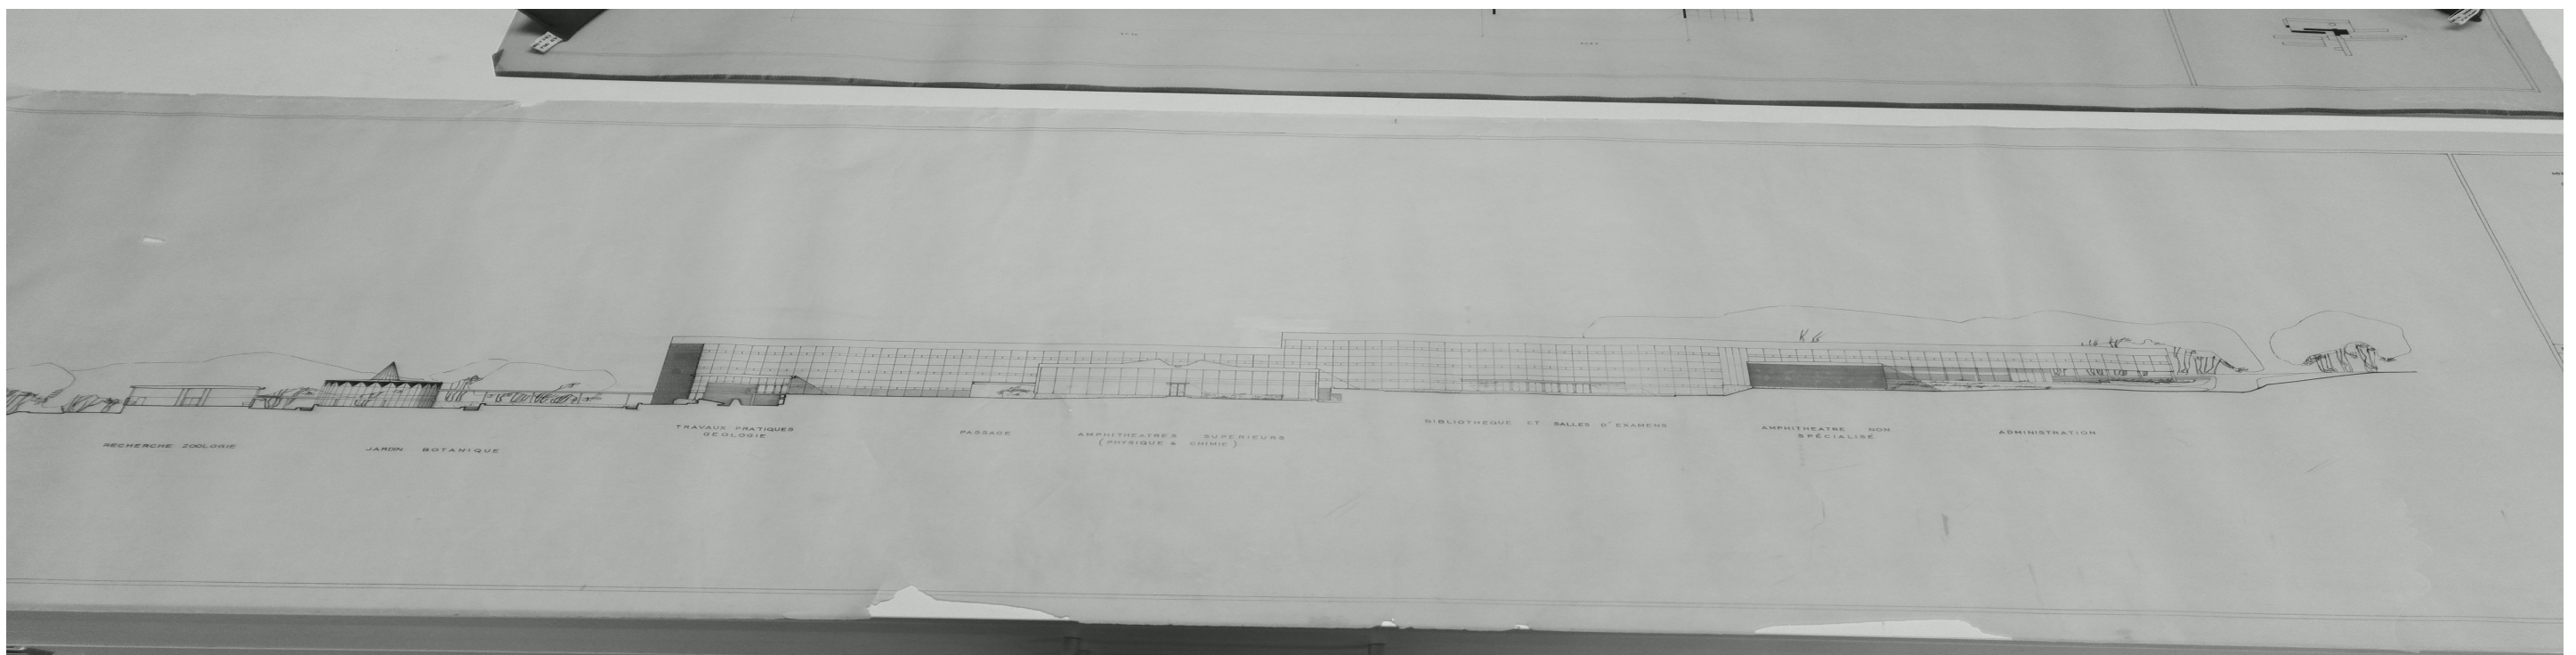 RECHERCHE ZOOLOGIE
JARDIN BOTANIQUE
TRAVAUX PRATIQUES
GEOLOGIE
PASSAGE
AMPHITHEATRES SUPERIEURS
(PHYSIQUE & CHIMIE)
BIBLIOTHEQUE ET SALLES D'EXAMENS
AMPHITHEATRE NON
SPÉCIALISÉ
ADMINISTRATION